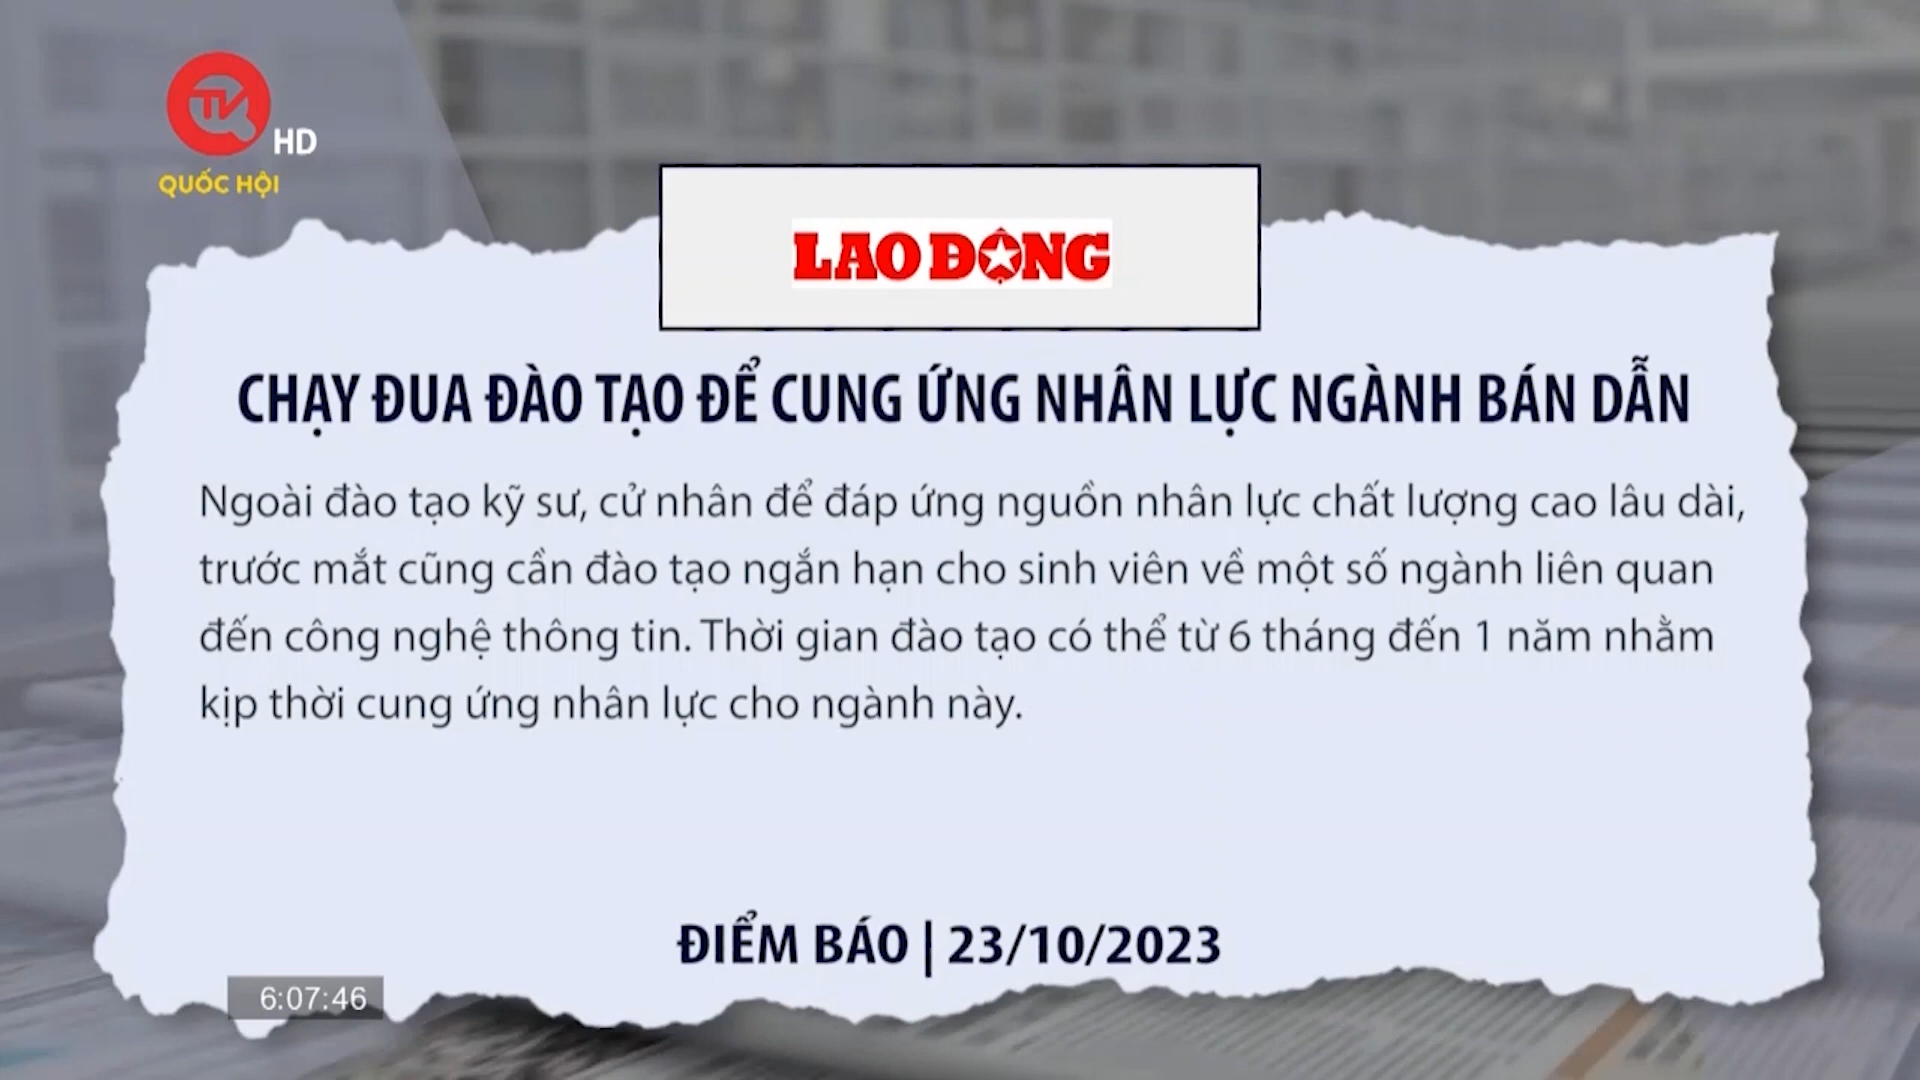 TV
HD
QUỐC HỘI
LAO ĐỘNG
CHẠY ĐUA ĐÀO TẠO ĐỂ CUNG ỨNG NHÂN LỰC NGÀNH BÁN DẪN
Ngoài đào tạo kỹ sư, cử nhân để đáp ứng nguồn nhân lực chất lượng cao lâu dài,
trước mắt cũng cần đào tạo ngắn hạn cho sinh viên về một số ngành liên quan
đến công nghệ thông tin. Thời gian đào tạo có thể từ 6 tháng đến 1 năm nhằm
kịp thời cung ứng nhân lực cho ngành này.
ĐIỂM BÁO | 23/10/2023
6:07:46